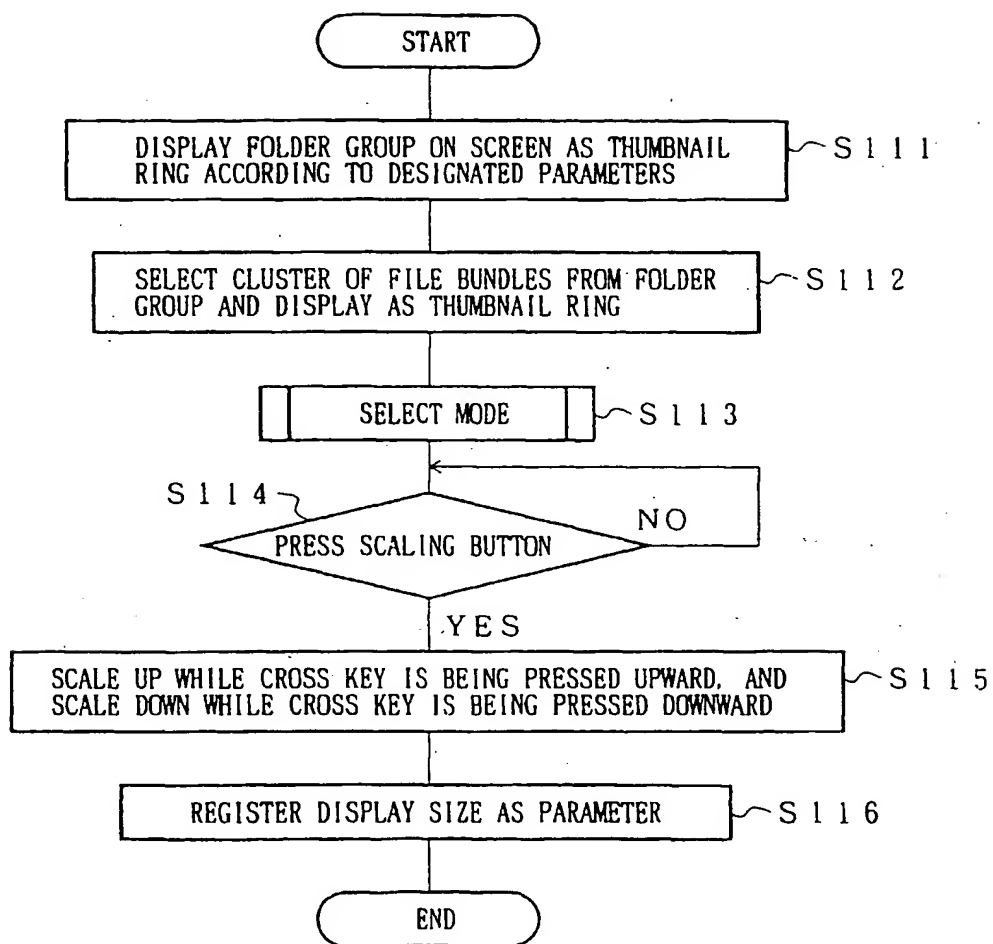 START
DISPLAY FOLDER GROUP ON SCREEN AS THUMBNAIL
RING ACCORDING TO DESIGNATED PARAMETERS
S111
SELECT CLUSTER OF FILE BUNDLES FROM FOLDER
GROUP AND DISPLAY AS THUMBNAIL RING
S112
SELECT MODE
S113
S114
PRESS SCALING BUTTON
NO
YES
SCALE UP WHILE CROSS KEY IS BEING PRESSED UPWARD, AND
SCALE DOWN WHILE CROSS KEY IS BEING PRESSED DOWNWARD
S115
REGISTER DISPLAY SIZE AS PARAMETER
S116
END